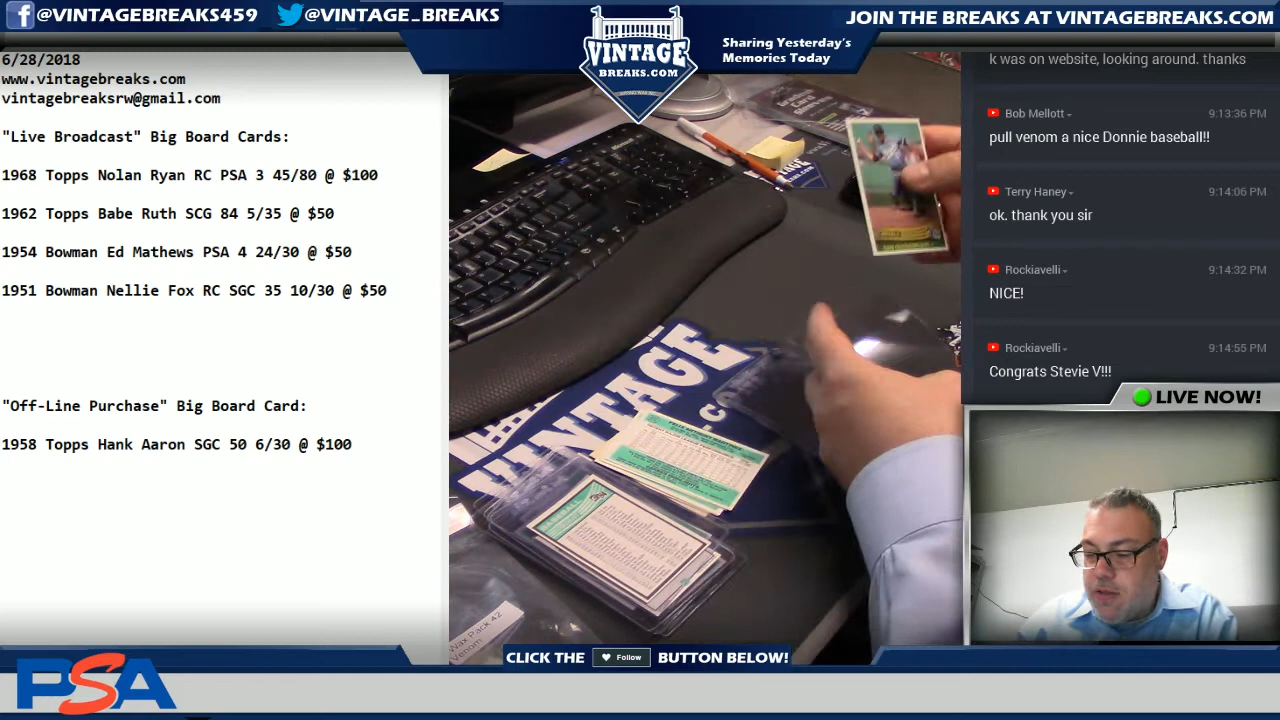 @VINTAGEBREAKS459
@VINTAGE_BREAKS
VINTAGE
BREAKS.COM
Sharing Yesterday's
Memories Today
JOIN THE BREAKS AT VINTAGEBREAKS.COM
6/28/2018
www.vintagebreaks.com
vintagebreaksrw@gmail.com
"Live Broadcast" Big Board Cards:
1968 Topps Nolan Ryan RC PSA 3 45/80 @ $100
1962 Topps Babe Ruth SCG 84 5/35 @ $50
1954 Bowman Ed Mathews PSA 4 24/30 @ $50
1951 Bowman Nellie Fox RC SGC 35 10/30 @ $50
"Off-Line Purchase" Big Board Card:
1958 Topps Hank Aaron SGC 50 6/30 @ $100
VINTAGE
.C
BASEBALL
Wax Pack 42
Venom
k was on website, looking around. thanks
Bob Mellott 9:13:36 PM
pull venom a nice Donnie baseball!!
Terry Haney 9:14:06 PM
ok. thank you sir
Rockiavelli 9:14:32 PM
NICE!
Rockiavelli 9:14:55 PM
Congrats Stevie V!!!
LIVE NOW!
CLICK THE Follow BUTTON BELOW!
PSA